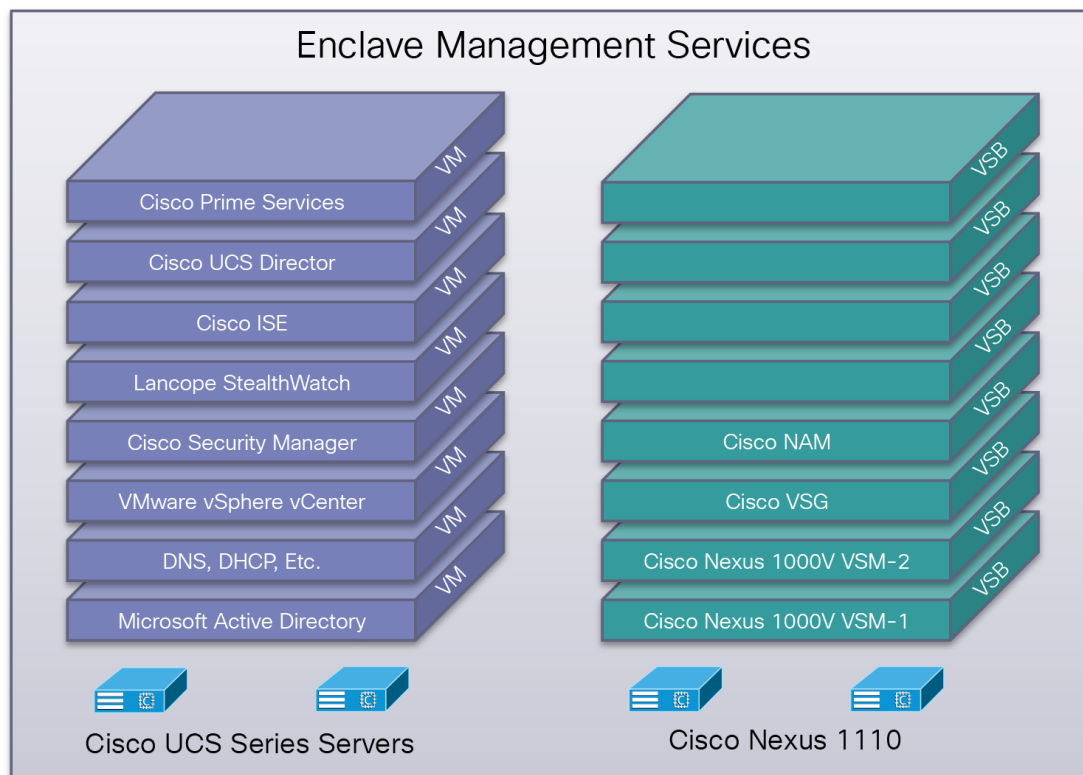 Enclave Management Services
VM
Cisco Prime Services
VM
Cisco UCS Director
VM
Cisco ISE
VM
Lancope StealthWatch
VM
Cisco Security Manager
VM
VMware vSphere vCenter
VM
DNS, DHCP, Etc.
VM
Microsoft Active Directory
C
C
Cisco UCS Series Servers
VSB
VSB
VSB
VSB
VSB
Cisco NAM
VSB
Cisco VSG
VSB
Cisco Nexus 1000V VSM-2
VSB
Cisco Nexus 1000V VSM-1
C
C
Cisco Nexus 1110